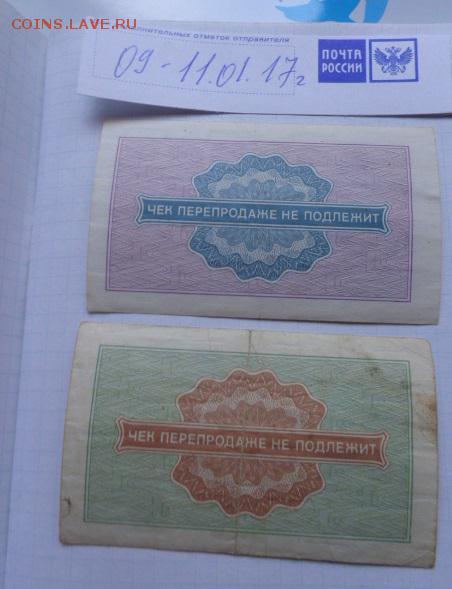 COINS.LAVE.RU
нительных отметок отправителя
09-11.01.17г
ПОЧТА
РОССИИ
ЧЕК ПЕРЕПРОДАЖЕ НЕ ПОДЛЕЖИТ
ЧЕК ПЕРЕПРОДАЖЕ НЕ ПОДЛЕЖИТ